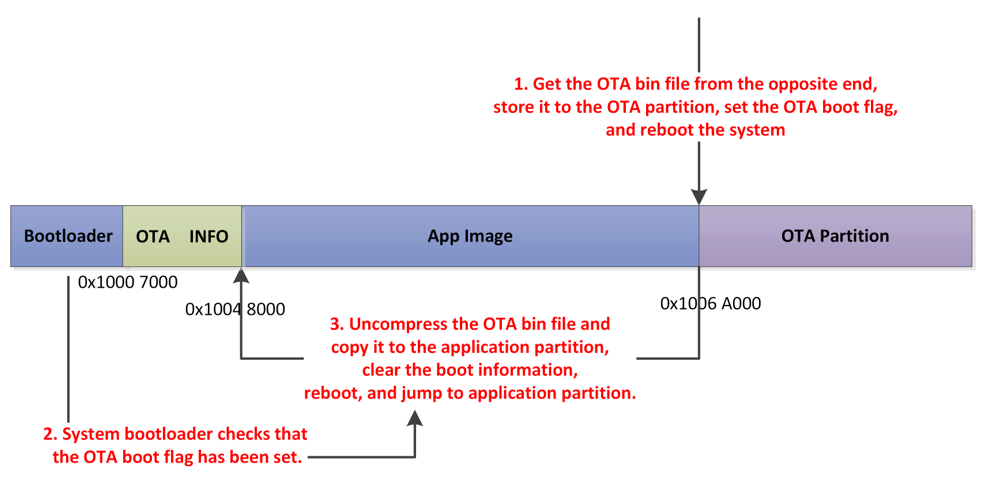 1. Get the OTA bin file from the opposite end,
store it to the OTA partition, set the OTA boot flag,
and reboot the system
Bootloader
OTA INFO
App Image
OTA Partition
0x1000 7000
0x1004 8000
0x1006 A000
3. Uncompress the OTA bin file and
copy it to the application partition,
clear the boot information,
reboot, and jump to application partition.
2. System bootloader checks that
the OTA boot flag has been set.